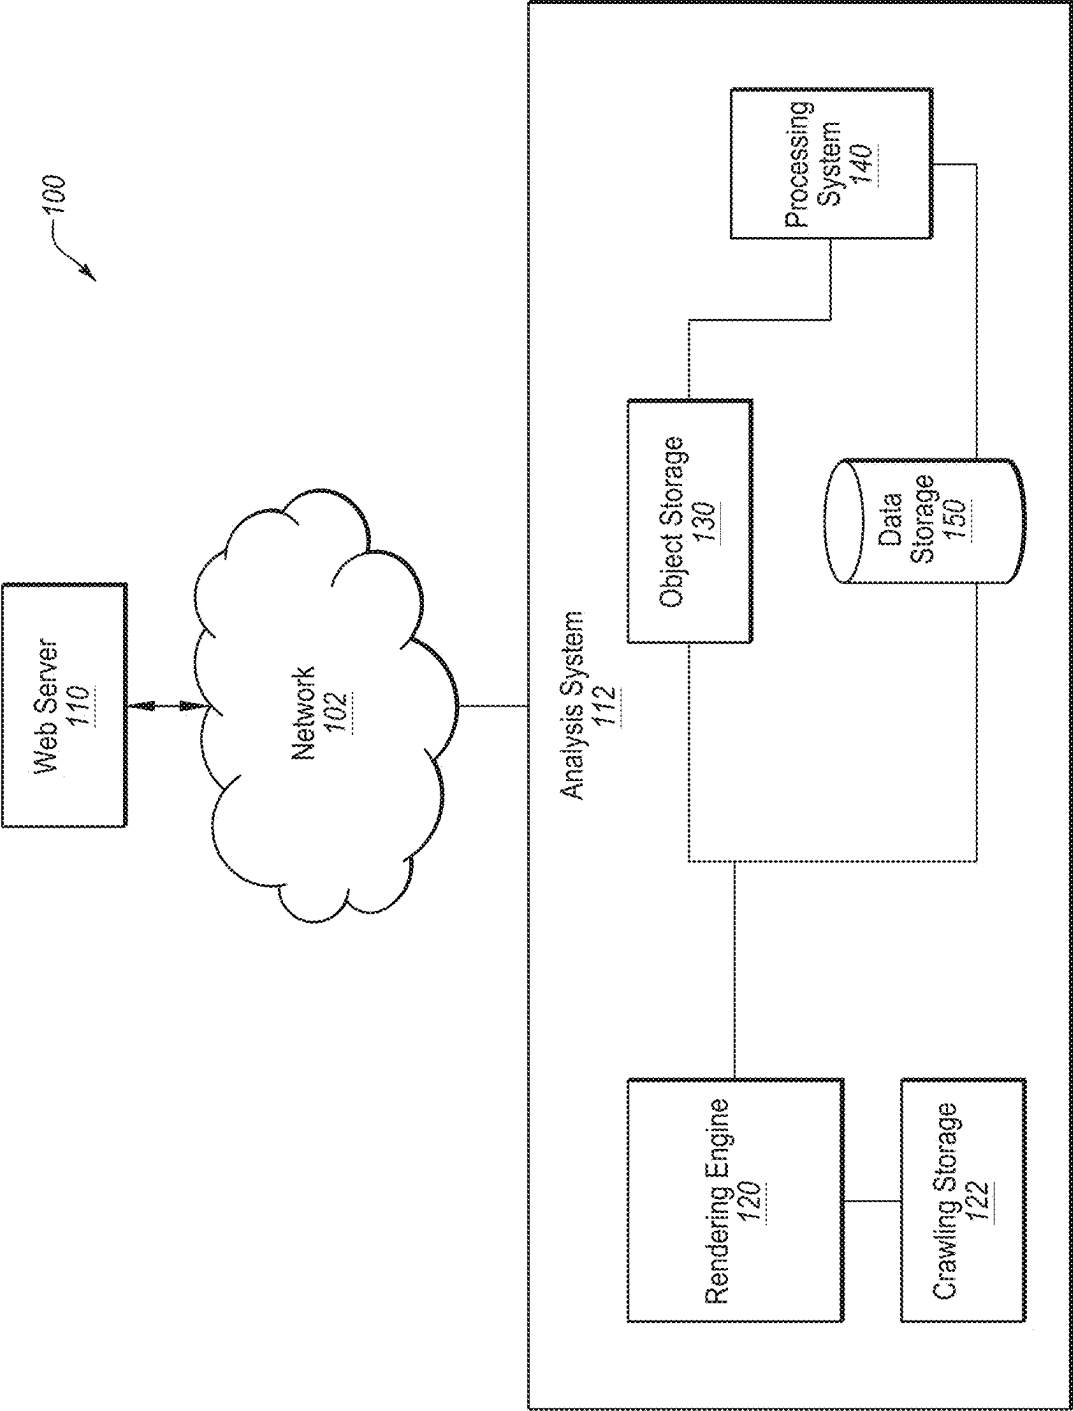 100
Web Server
110
Network
102
Analysis System
112
Rendering Engine
120
Crawling Storage
122
Object Storage
130
Data
Storage
150
Processing
System
140